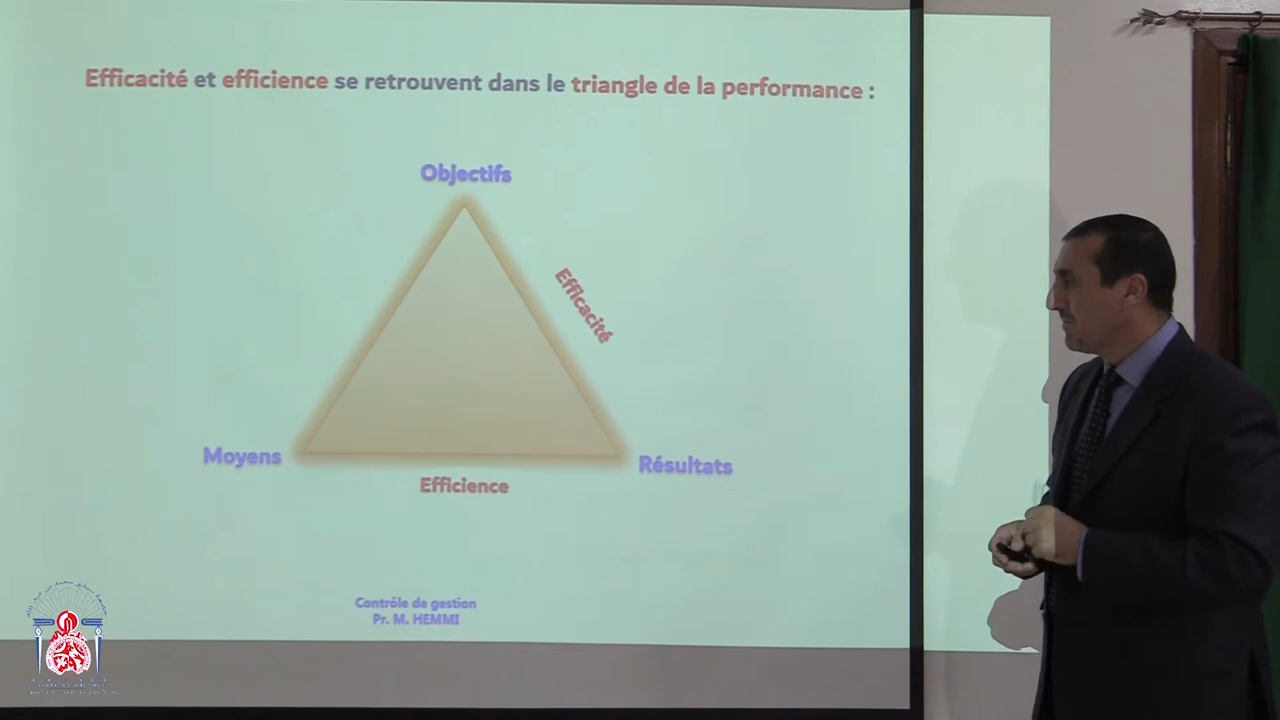 Efficacité et efficience se retrouvent dans le triangle de la performance :
Objectifs
Efficacité
Moyens
Résultats
Efficience
Contrôle de gestion
Pr. M. HEMMI